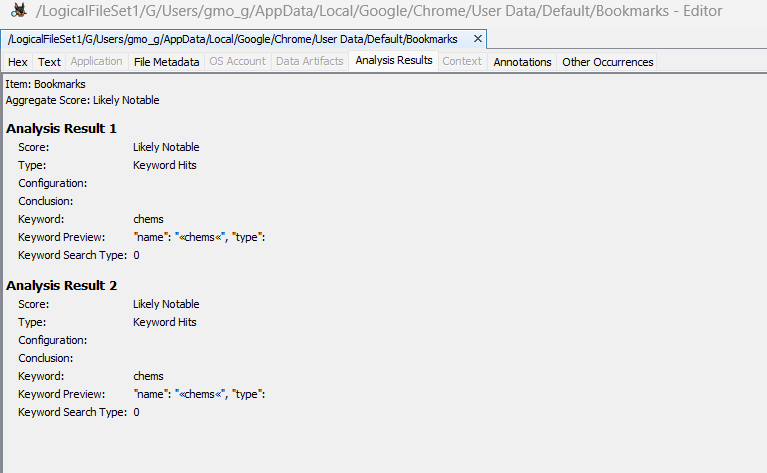 /LogicalFileSet1/G/Users/gmo_g/AppData/Local/Google/Chrome/User Data/Default/Bookmarks - Editor
/LogicalFileSet1/G/Users/gmo_g/AppData/Local/Google/Chrome/User Data/Default/Bookmarks ×
Hex Text Application File Metadata OS Account Data Artifacts Analysis Results Context Annotations Other Occurrences
Item: Bookmarks
Aggregate Score: Likely Notable
Analysis Result 1
Score: Likely Notable
Type: Keyword Hits
Configuration:
Conclusion:
Keyword: chems
Keyword Preview: "name": "«chems«", "type":
Keyword Search Type: 0
Analysis Result 2
Score: Likely Notable
Type: Keyword Hits
Configuration:
Conclusion:
Keyword: chems
Keyword Preview: "name": "«chems«", "type":
Keyword Search Type: 0